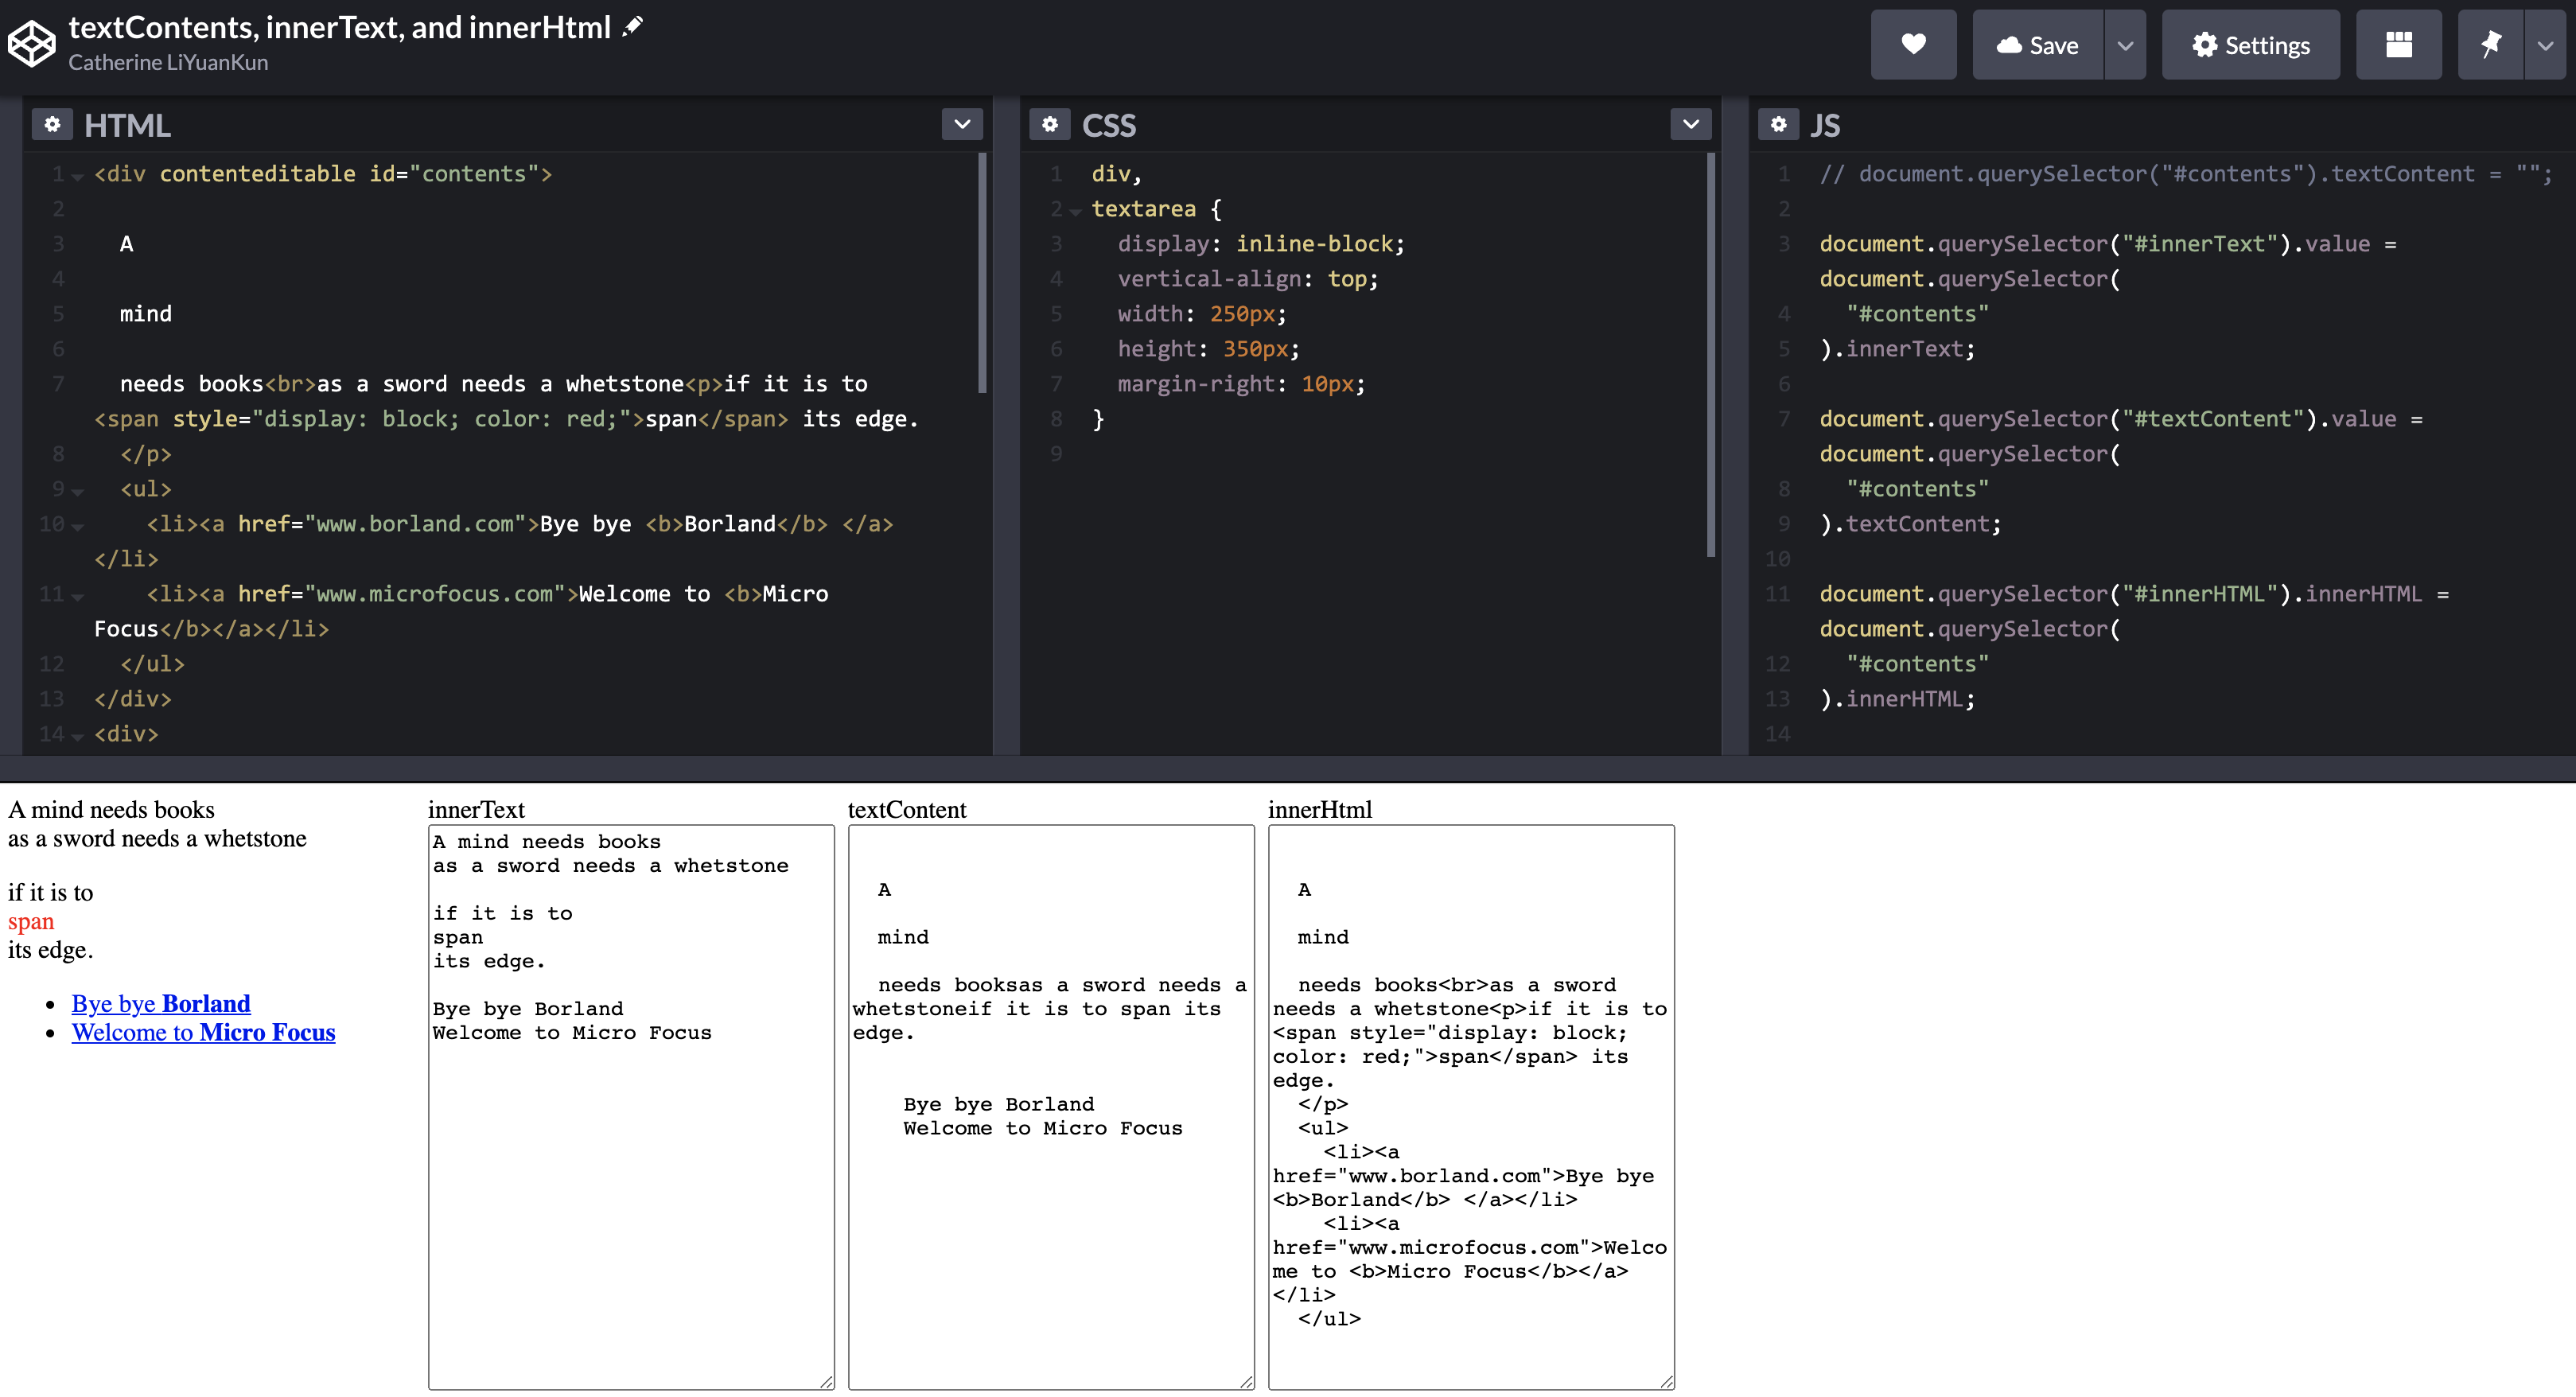 textContents, innerText, and innerHtml
Catherine LiYuanKun
Save
Settings
HTML
1 <div contenteditable id="contents">
2
3   A
4
5   mind
6
7   needs books<br>as a sword needs a whetstone<p>if it is to
<span style="display: block; color: red;">span</span> its edge.
8   </p>
9   <ul>
10     <li><a href="www.borland.com">Bye bye <b>Borland</b> </a>
</li>
11     <li><a href="www.microfocus.com">Welcome to <b>Micro
Focus</b></a></li>
12   </ul>
13 </div>
14 <div>
CSS
1 div,
2 textarea {
3   display: inline-block;
4   vertical-align: top;
5   width: 250px;
6   height: 350px;
7   margin-right: 10px;
8 }
9
JS
1 // document.querySelector("#contents").textContent = "";
2
3 document.querySelector("#innerText").value =
document.querySelector(
4   "#contents"
5 ).innerText;
6
7 document.querySelector("#textContent").value =
document.querySelector(
8   "#contents"
9 ).textContent;
10
11 document.querySelector("#innerHTML").innerHTML =
document.querySelector(
12   "#contents"
13 ).innerHTML;
14
A mind needs books
as a sword needs a whetstone
if it is to
span
its edge.
• Bye bye Borland
• Welcome to Micro Focus
innerText
A mind needs books
as a sword needs a whetstone
if it is to
span
its edge.
Bye bye Borland
Welcome to Micro Focus
textContent
A
mind
needs booksas a sword needs a
whetstoneif it is to span its
edge.
Bye bye Borland
Welcome to Micro Focus
innerHtml
A
mind
needs books<br>as a sword
needs a whetstone<p>if it is to
<span style="display: block;
color: red;">span</span> its
edge.
</p>
<ul>
<li><a
href="www.borland.com">Bye bye
<b>Borland</b> </a></li>
<li><a
href="www.microfocus.com">Welco
me to <b>Micro Focus</b></a>
</li>
</ul>